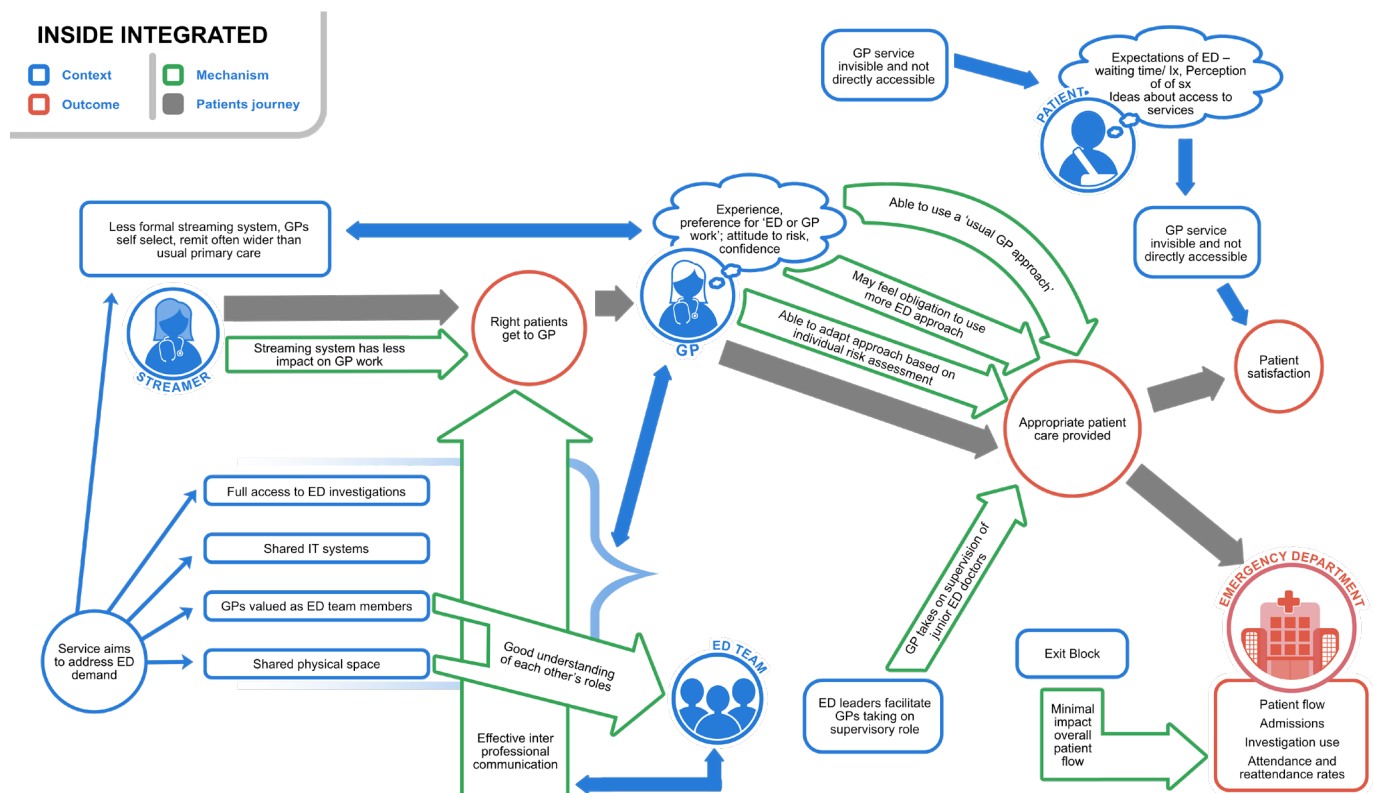 INSIDE INTEGRATED
Context
Mechanism
Outcome
Patients journey
GP service
invisible and not
directly accessible
Expectations of ED –
waiting time/ Ix, Perception
of of sx
Ideas about access to
services
PATIENT
GP service
invisible and not
directly accessible
Patient
satisfaction
Less formal streaming system, GPs
self select, remit often wider than
usual primary care
STREAMER
Streaming system has less
impact on GP work
Right patients
get to GP
Experience,
preference for ‘ED or GP
work’; attitude to risk,
confidence
GP
Able to use a ‘usual GP approach’
May feel obligation to use
more ED approach
Able to adapt approach based on
individual risk assessment
Appropriate patient
care provided
Full access to ED investigations
Shared IT systems
GPs valued as ED team members
Shared physical space
Service aims
to address ED
demand
Good understanding
of each other’s roles
Effective inter
professional
communication
ED TEAM
GP takes on supervision of
junior ED doctors
ED leaders facilitate
GPs taking on
supervisory role
Exit Block
Minimal
impact
overall
patient
flow
EMERGENCY DEPARTMENT
Patient flow
Admissions
Investigation use
Attendance and
reattendance rates